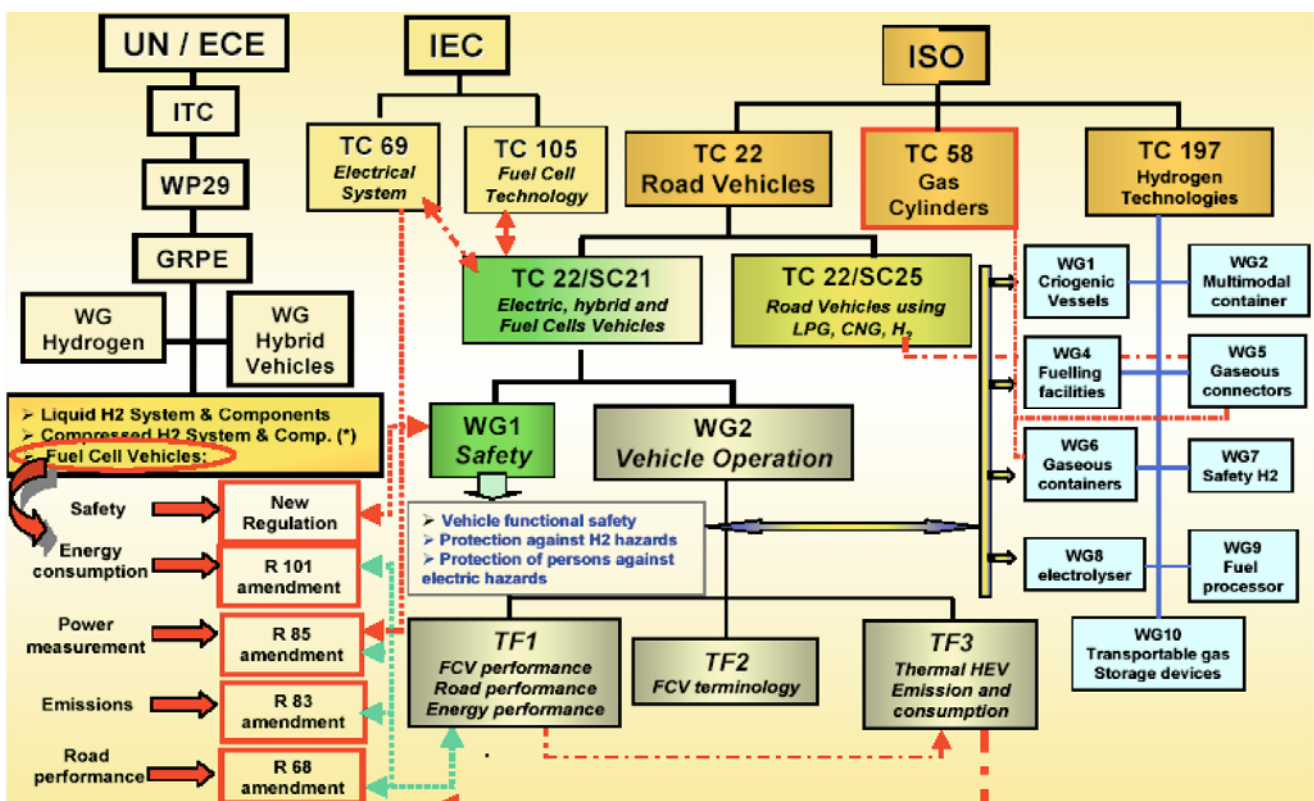 UN / ECE
IEC
ISO
ITC
WP29
GRPE
WG
Hydrogen
WG
Hybrid
Vehicles
➢ Liquid H2 System & Components
➢ Compressed H2 System & Comp. (*)
➢ Fuel Cell Vehicles:
Safety
New
Regulation
Energy
consumption
R 101
amendment
Power
measurement
R 85
amendment
Emissions
R 83
amendment
Road
performance
R 68
amendment
TC 69
Electrical
System
TC 105
Fuel Cell
Technology
TC 22
Road Vehicles
TC 58
Gas
Cylinders
TC 197
Hydrogen
Technologies
TC 22/SC21
Electric, hybrid and
Fuel Cells Vehicles
TC 22/SC25
Road Vehicles using
LPG, CNG, H₂
WG1
Safety
WG2
Vehicle Operation
➢ Vehicle functional safety
➢ Protection against H2 hazards
➢ Protection of persons against
electric hazards
TF1
FCV performance
Road performance
Energy performance
TF2
FCV terminology
TF3
Thermal HEV
Emission and
consumption
WG1
Criogenic
Vessels
WG2
Multimodal
container
WG4
Fuelling
facilities
WG5
Gaseous
connectors
WG6
Gaseous
containers
WG7
Safety H2
WG8
electrolyser
WG9
Fuel
processor
WG10
Transportable gas
Storage devices